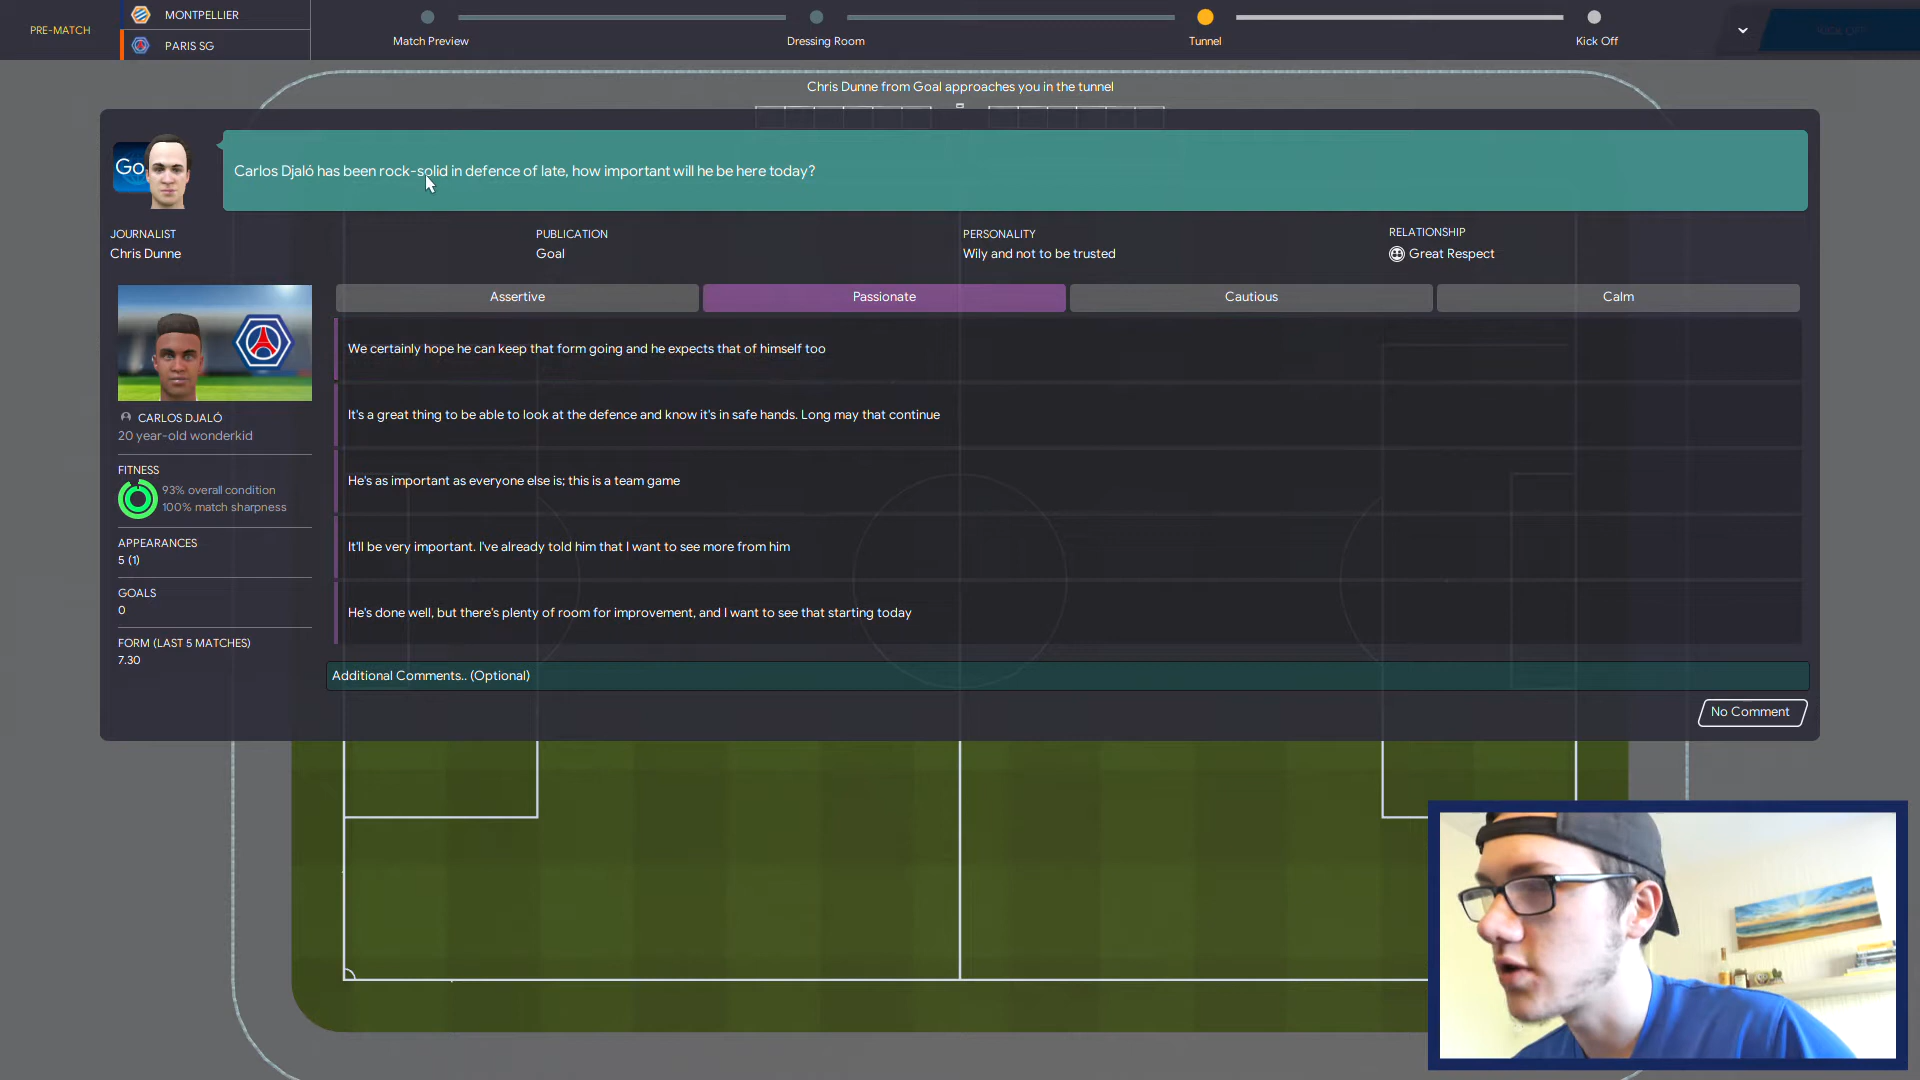 PRE-MATCH
MONTPELLIER
PARIS SG
Match Preview
Dressing Room
Tunnel
Kick Off
Chris Dunne from Goal approaches you in the tunnel
Go
Carlos Djaló has been rock-solid in defence of late, how important will he be here today?
JOURNALIST
Chris Dunne
PUBLICATION
Goal
PERSONALITY
Wily and not to be trusted
RELATIONSHIP
Great Respect
Assertive
Passionate
Cautious
Calm
CARLOS DJALÓ
20 year-old wonderkid
FITNESS
93% overall condition
100% match sharpness
APPEARANCES
5 (1)
GOALS
0
FORM (LAST 5 MATCHES)
7.30
We certainly hope he can keep that form going and he expects that of himself too
It's a great thing to be able to look at the defence and know it's in safe hands. Long may that continue
He's as important as everyone else is; this is a team game
It'll be very important. I've already told him that I want to see more from him
He's done well, but there's plenty of room for improvement, and I want to see that starting today
Additional Comments.. (Optional)
No Comment